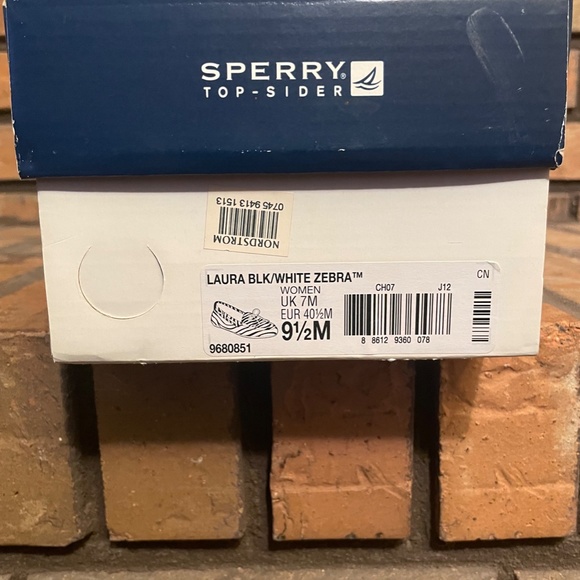 SPERRY®
TOP-SIDER
0745 9413 1513
NORDSTROM
LAURA BLK/WHITE ZEBRA™
WOMEN
UK 7M
EUR 40½M
9½M
9680851
CH07
J12
CN
8 8612 9360 078